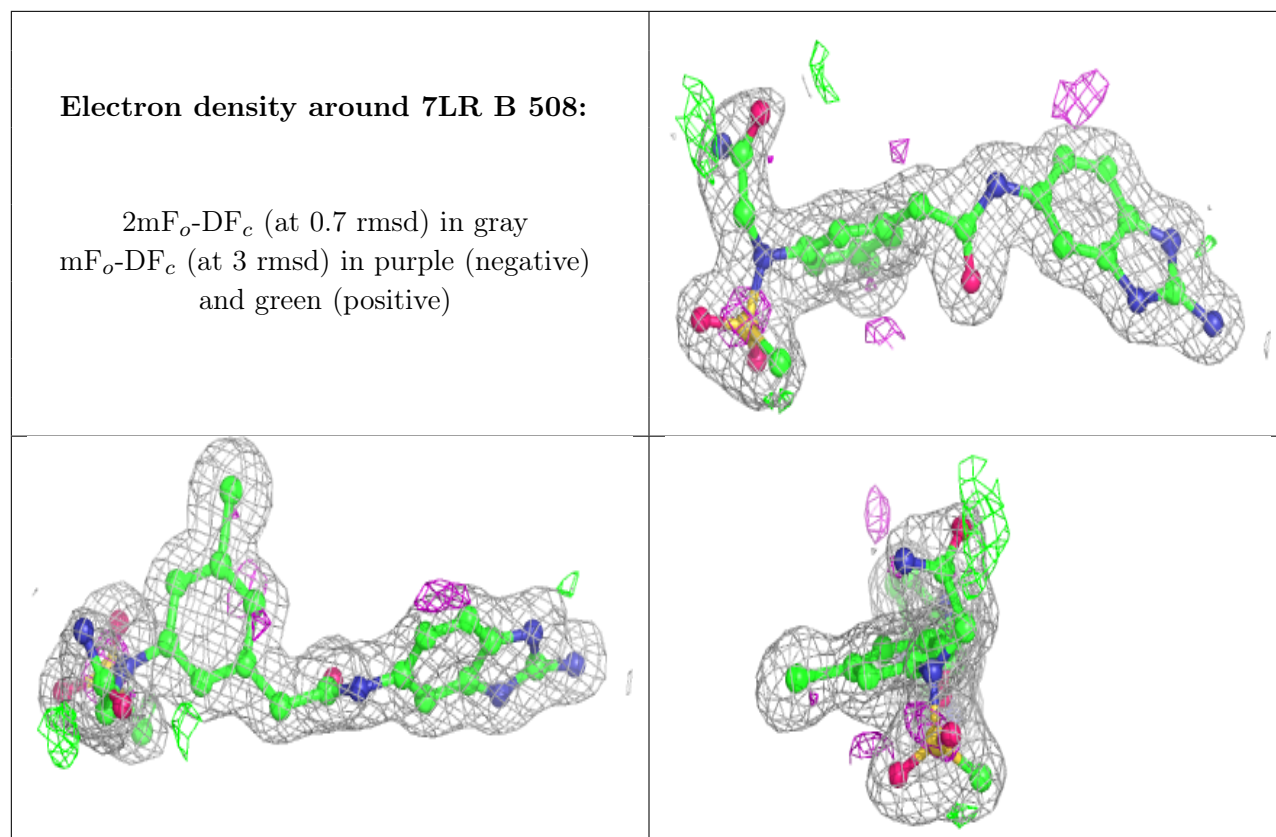 Electron density around 7LR B 508:
2mFo-DFc (at 0.7 rmsd) in gray
mFo-DFc (at 3 rmsd) in purple (negative)
and green (positive)